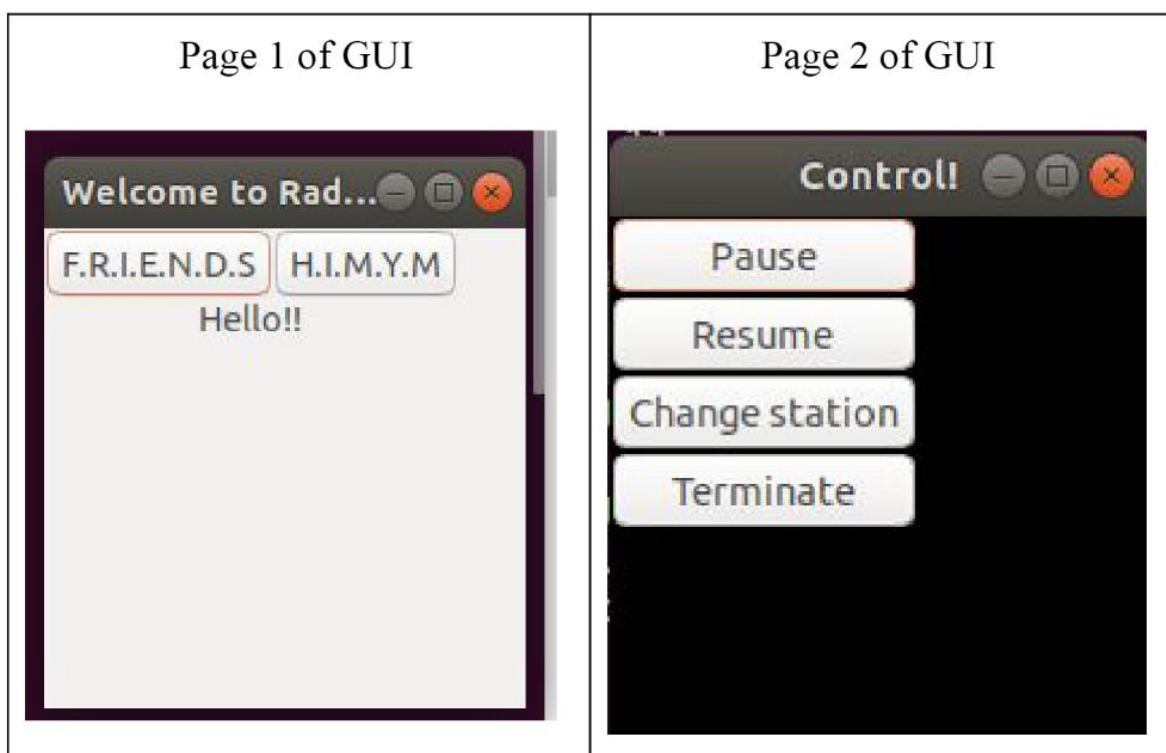 Page 1 of GUI
Page 2 of GUI
Welcome to Rad...
F.R.I.E.N.D.S
H.I.M.Y.M
Hello!!
Control!
Pause
Resume
Change station
Terminate